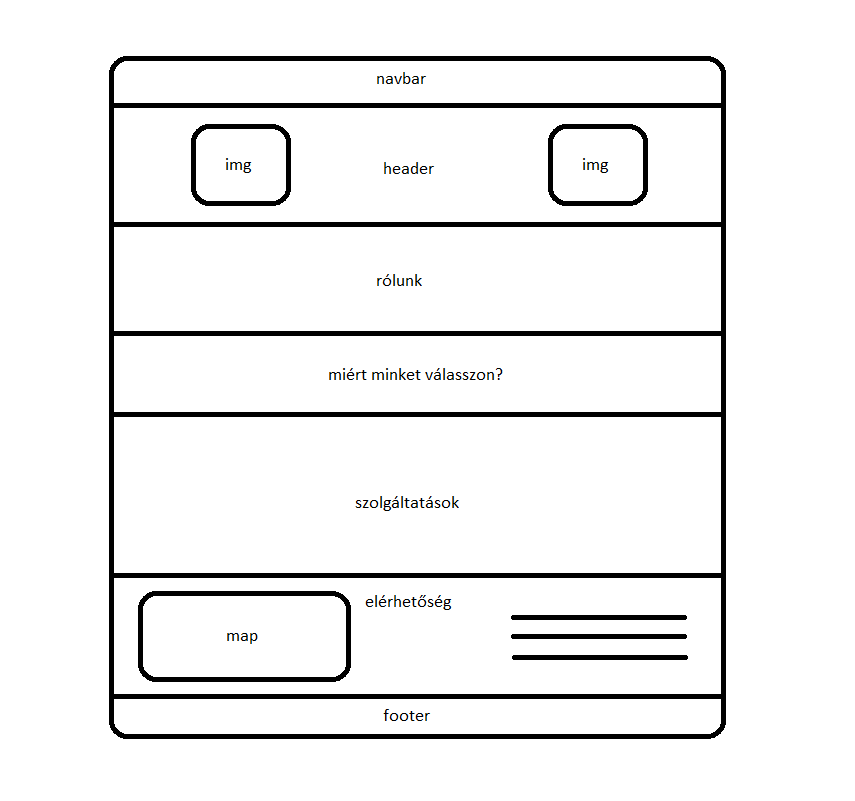 navbar
img
header
img
rólunk
miért minket válasszon?
szolgáltatások
elérhetőség
map
footer